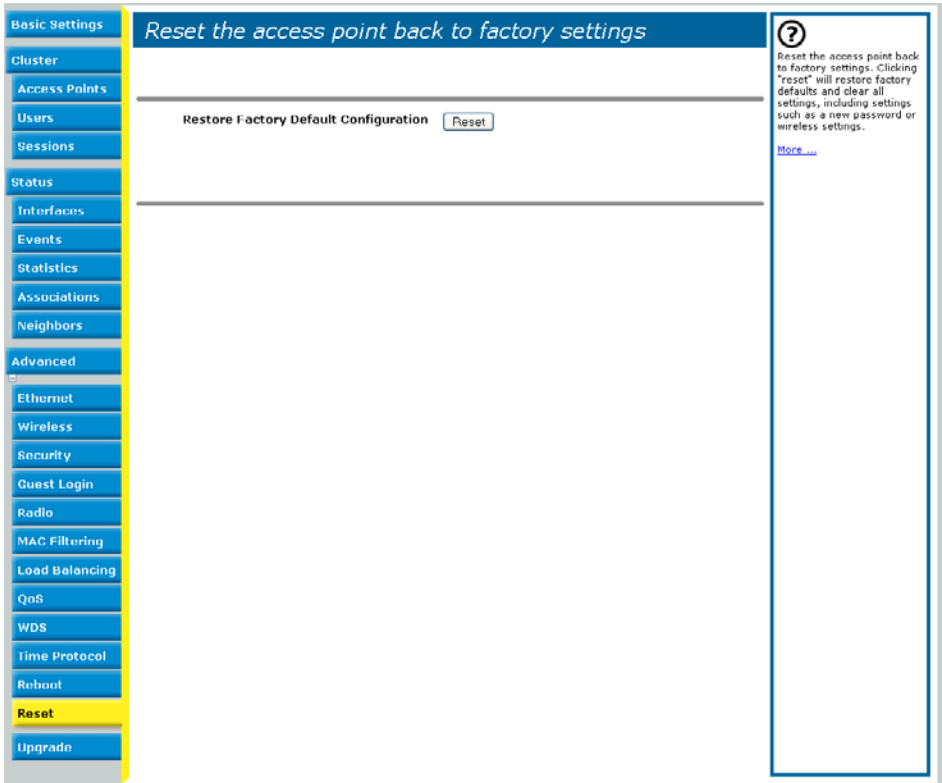 Basic Settings
Cluster
Access Points
Users
Sessions
Status
Interfaces
Events
Statistics
Associations
Neighbors
Advanced
Ethernet
Wireless
Security
Guest Login
Radio
MAC Filtering
Load Balancing
QoS
WDS
Time Protocol
Reboot
Reset
Upgrade
Reset the access point back to factory settings
Restore Factory Default Configuration Reset
?
Reset the access point back
to factory settings. Clicking
"reset" will restore factory
defaults and clear all
settings, including settings
such as a new password or
wireless settings.
More ...